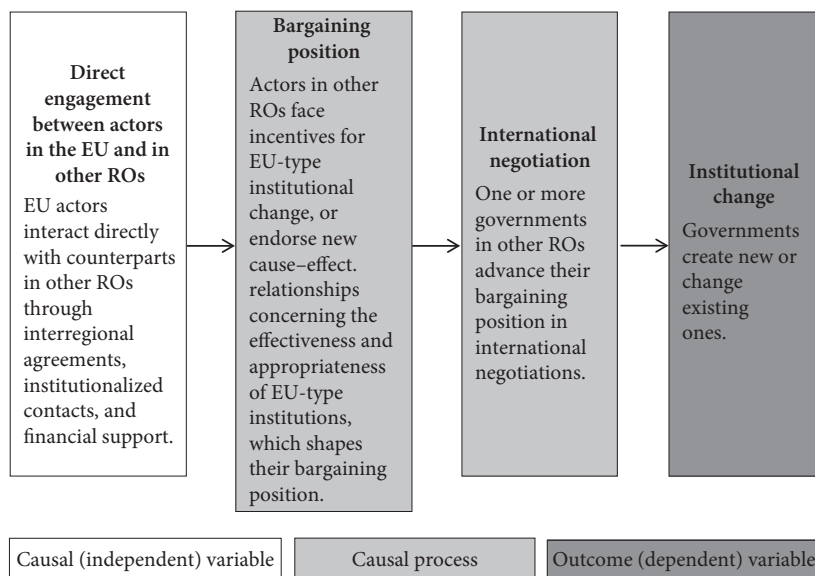 Direct
engagement
between actors
in the EU and in
other ROs
EU actors
interact directly
with counterparts
in other ROs
through
interregional
agreements,
institutionalized
contacts, and
financial support.
Bargaining
position
Actors in other
ROs face
incentives for
EU-type
institutional
change, or
endorse new
cause–effect.
relationships
concerning the
effectiveness and
appropriateness
of EU-type
institutions,
which shapes
their bargaining
position.
International
negotiation
One or more
governments
in other ROs
advance their
bargaining
position in
international
negotiations.
Institutional
change
Governments
create new or
change
existing
ones.
Causal (independent) variable
Causal process
Outcome (dependent) variable